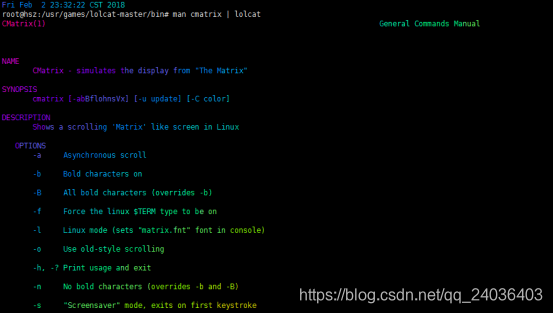 Fri Feb  2 23:32:22 CST 2018
root@hsz:/usr/games/lolcat-master/bin# man cmatrix | lolcat
CMatrix(1) General Commands Manual
NAME
CMatrix - simulates the display from "The Matrix"
SYNOPSIS
cmatrix [-abBflohnsVx] [-u update] [-C color]
DESCRIPTION
Shows a scrolling 'Matrix' like screen in Linux
OPTIONS
-a Asynchronous scroll
-b Bold characters on
-B All bold characters (overrides -b)
-f Force the linux $TERM type to be on
-l Linux mode (sets "matrix.fnt" font in console)
-o Use old-style scrolling
-h, -? Print usage and exit
-n No bold characters (overrides -b and -B)
-s "Screensaver" mode, exits on first keystroke
https://blog.csdn.net/qq_24036403